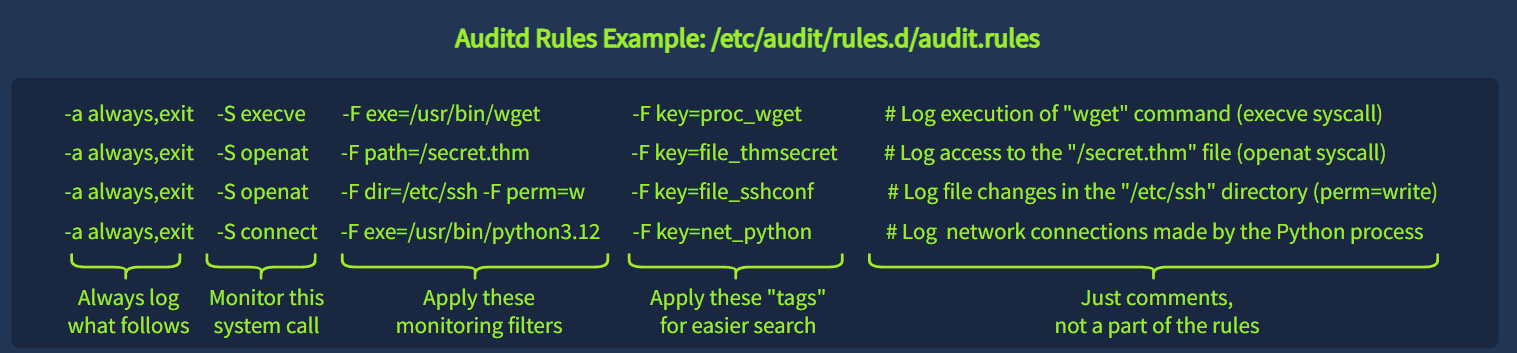 Auditd Rules Example: /etc/audit/rules.d/audit.rules
-a always,exit -S execve -F exe=/usr/bin/wget -F key=proc_wget # Log execution of "wget" command (execve syscall)
-a always,exit -S openat -F path=/secret.thm -F key=file_thmsecret # Log access to the "/secret.thm" file (openat syscall)
-a always,exit -S openat -F dir=/etc/ssh -F perm=w -F key=file_sshconf # Log file changes in the "/etc/ssh" directory (perm=write)
-a always,exit -S connect -F exe=/usr/bin/python3.12 -F key=net_python # Log network connections made by the Python process
Always log
what follows
Monitor this
system call
Apply these
monitoring filters
Apply these "tags"
for easier search
Just comments,
not a part of the rules